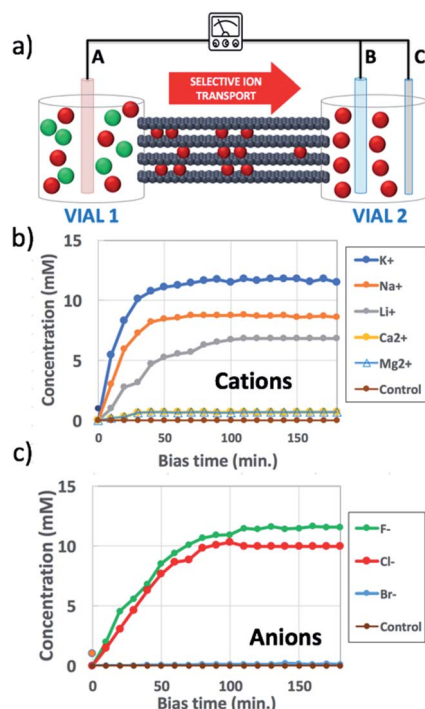 a)
A
B
C
SELECTIVE ION
TRANSPORT
VIAL 1
VIAL 2
b)
15
10
5
0
Concentration (mM)
0
50
100
150
Bias time (min.)
Cations
K+
Na+
Li+
Ca2+
Mg2+
Control
c)
15
10
5
0
Concentration (mM)
0
50
100
150
Bias time (min.)
Anions
F-
Cl-
Br-
Control